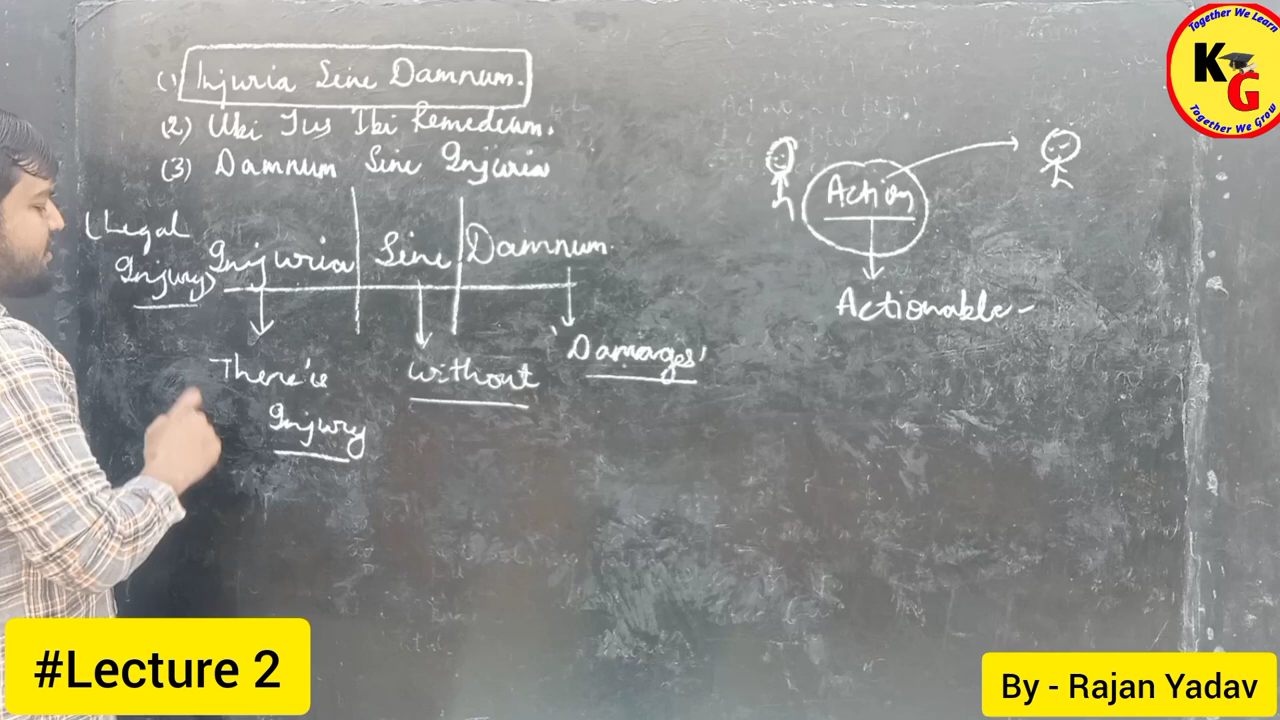 (1) Injuria Sine Damnum.
(2) Ubi Jus Ibi Remedium.
(3) Damnum Sine Injuria
(Legal Injury) Injuria Sine Damnum.
There is Injury
without
'Damages'
Action
Actionable -
Together We Learn
KG
Together We Grow
#Lecture 2
By - Rajan Yadav